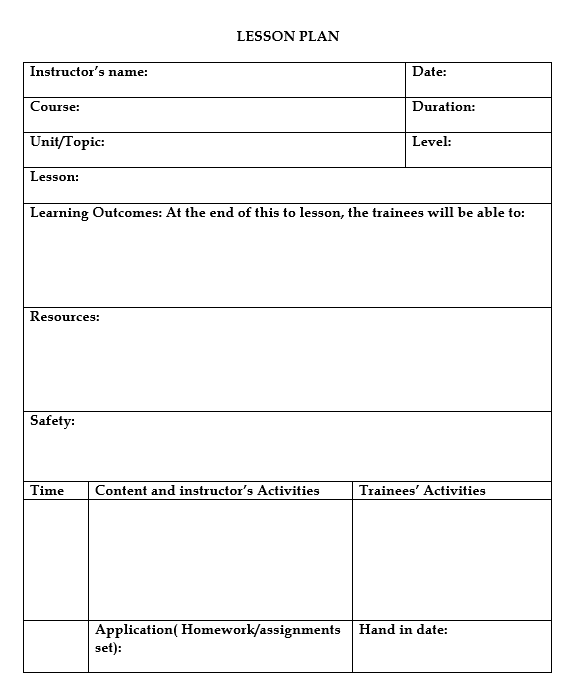 LESSON PLAN
Instructor's name:
Date:
Course:
Duration:
Unit/Topic:
Level:
Lesson:
Learning Outcomes: At the end of this to lesson, the trainees will be able to:
Resources:
Safety:
Time
Content and instructor's Activities
Trainees' Activities
Application( Homework/assignments
set):
Hand in date: